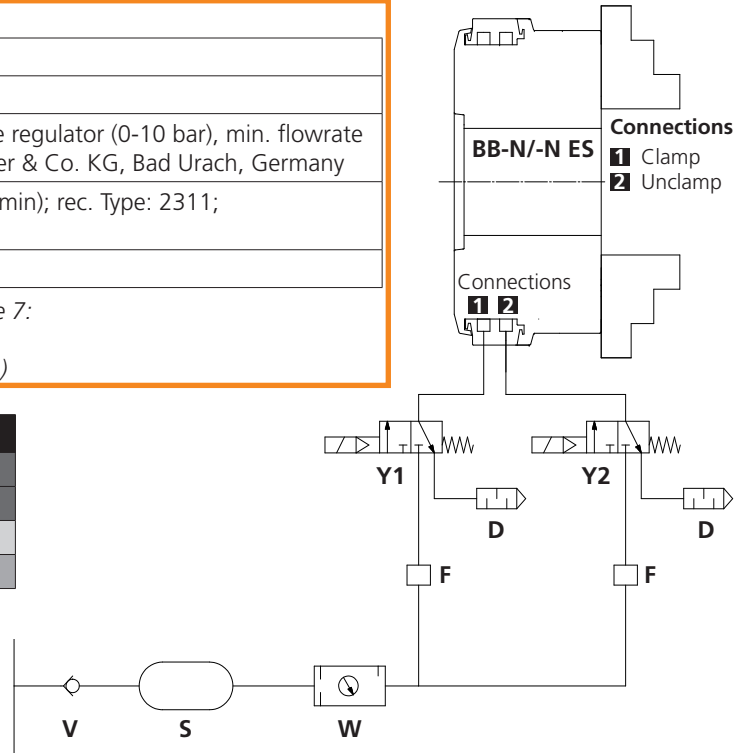 e regulator (0-10 bar), min. flowrate
er & Co. KG, Bad Urach, Germany
min); rec. Type: 2311;
e 7:
)
BB-N/-N ES
Connections
1 Clamp
2 Unclamp
Connections
1 2
Y1
Y2
D
D
F
F
V
S
W